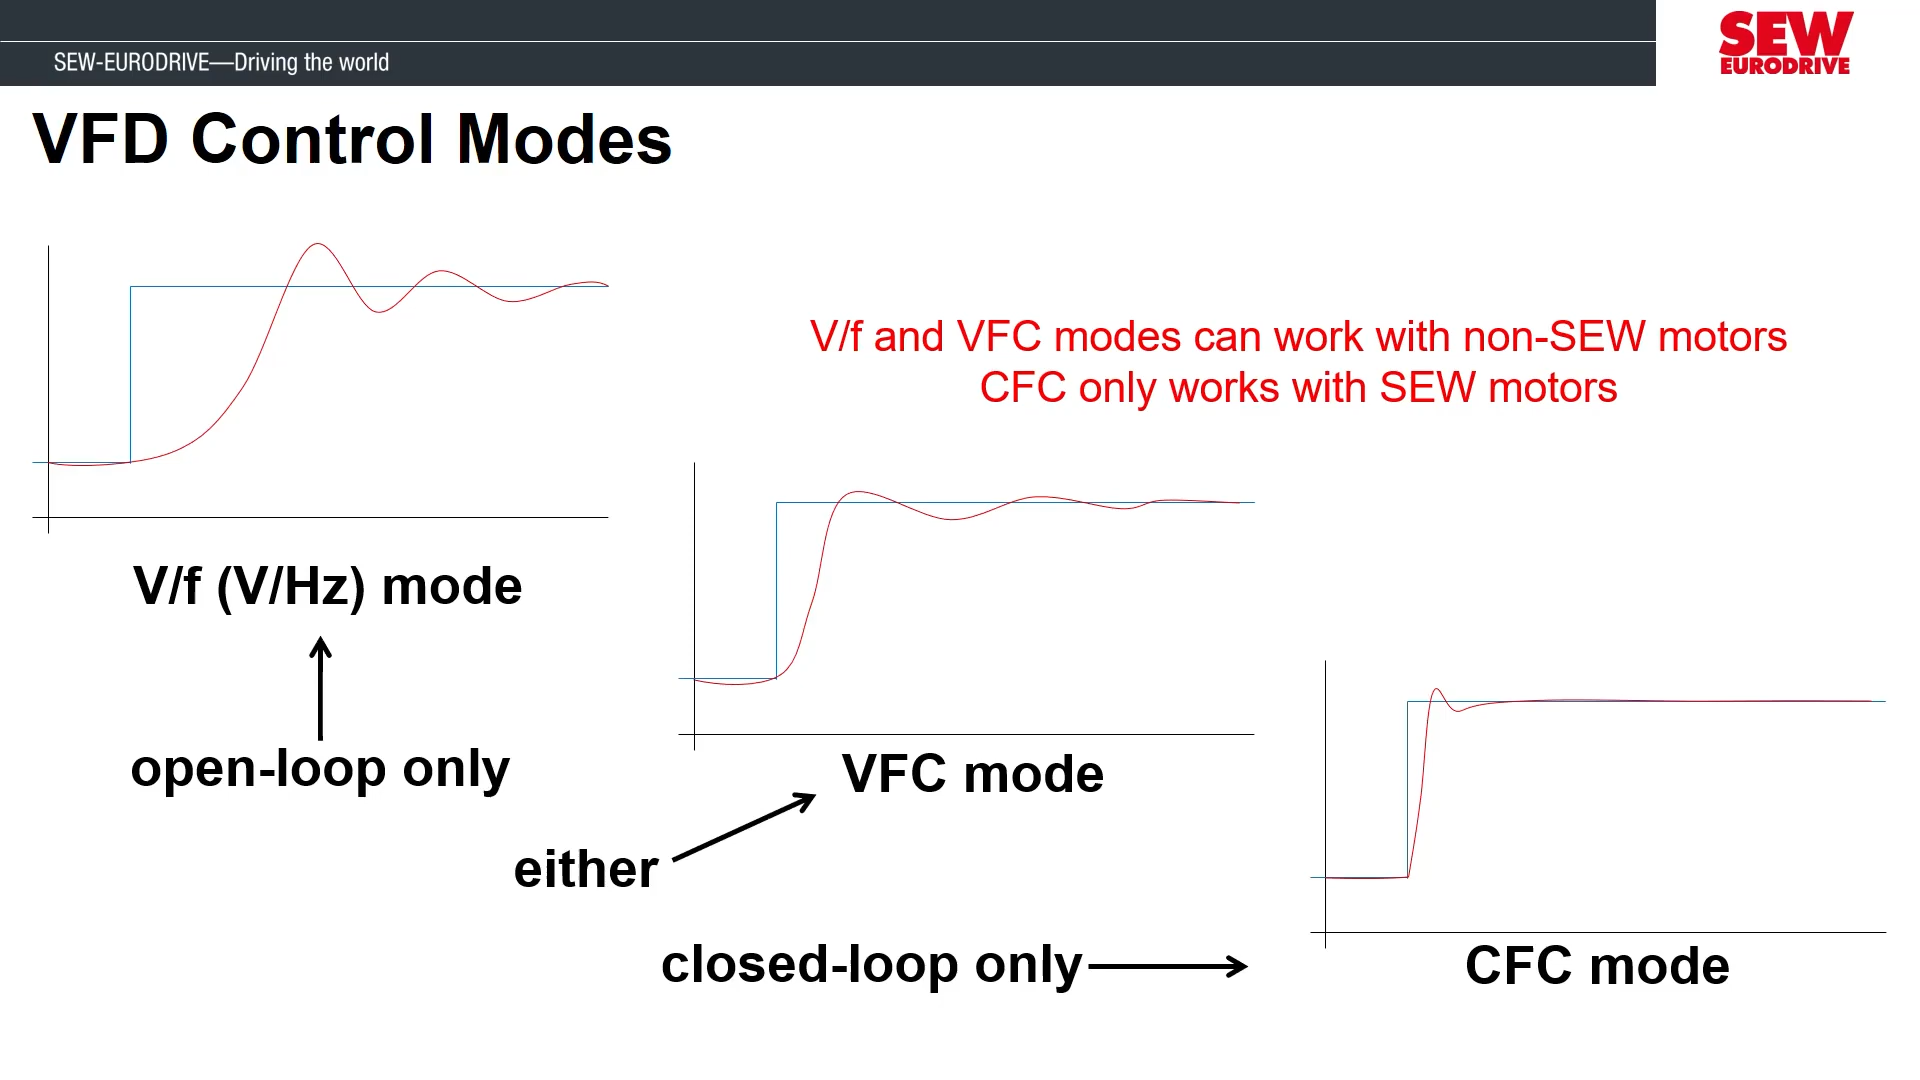 SEW-EURODRIVE—Driving the world
SEW
EURODRIVE
VFD Control Modes
V/f and VFC modes can work with non-SEW motors
CFC only works with SEW motors
V/f (V/Hz) mode
open-loop only
VFC mode
either
closed-loop only
CFC mode